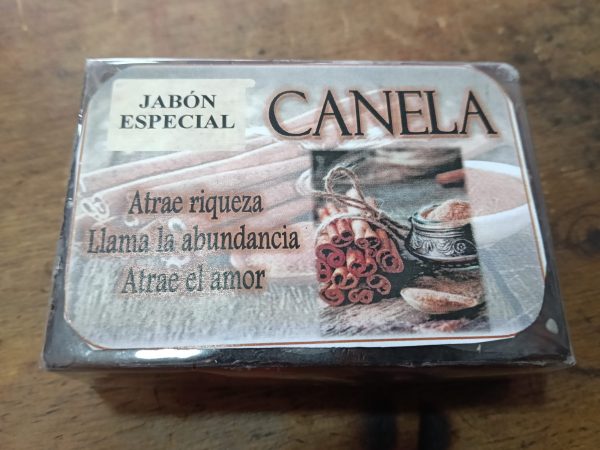 JABÓN
ESPECIAL
CANELA
Atrae riqueza
Llama la abundancia
Atrae el amor